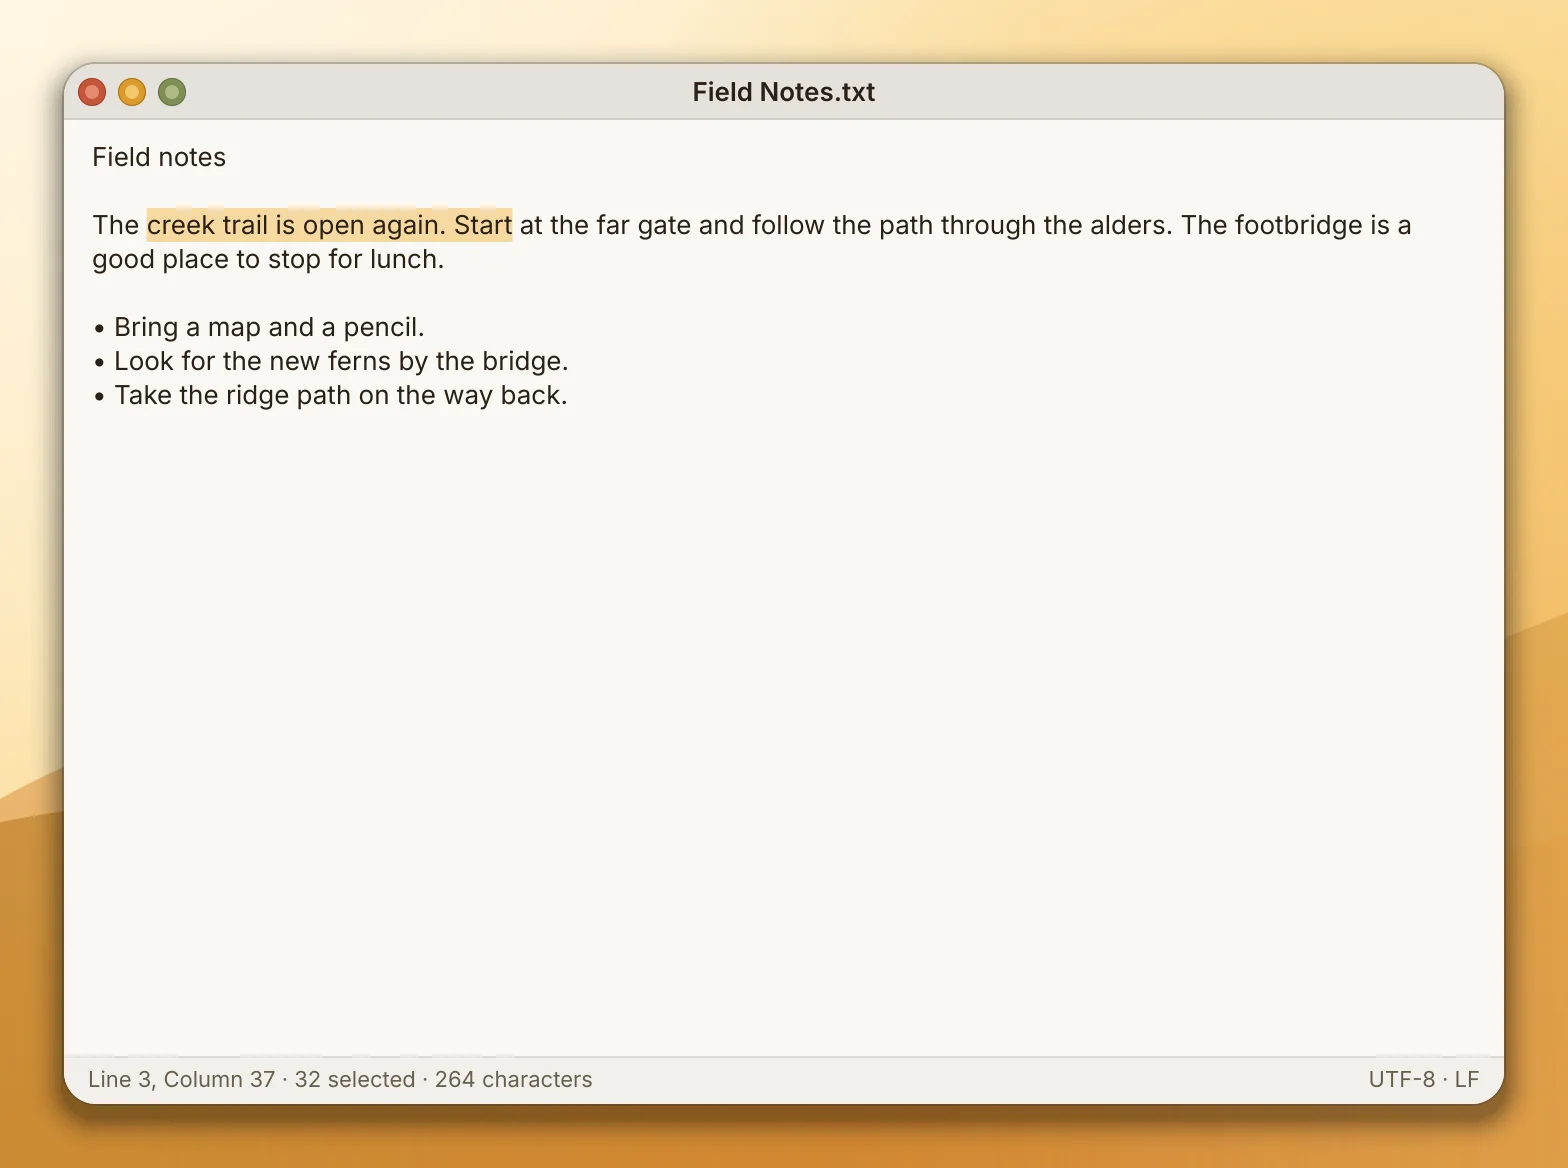 Field Notes.txt
Field notes
The creek trail is open again. Start at the far gate and follow the path through the alders. The footbridge is a
good place to stop for lunch.
• Bring a map and a pencil.
• Look for the new ferns by the bridge.
• Take the ridge path on the way back.
Line 3, Column 37 · 32 selected · 264 characters
UTF-8 · LF